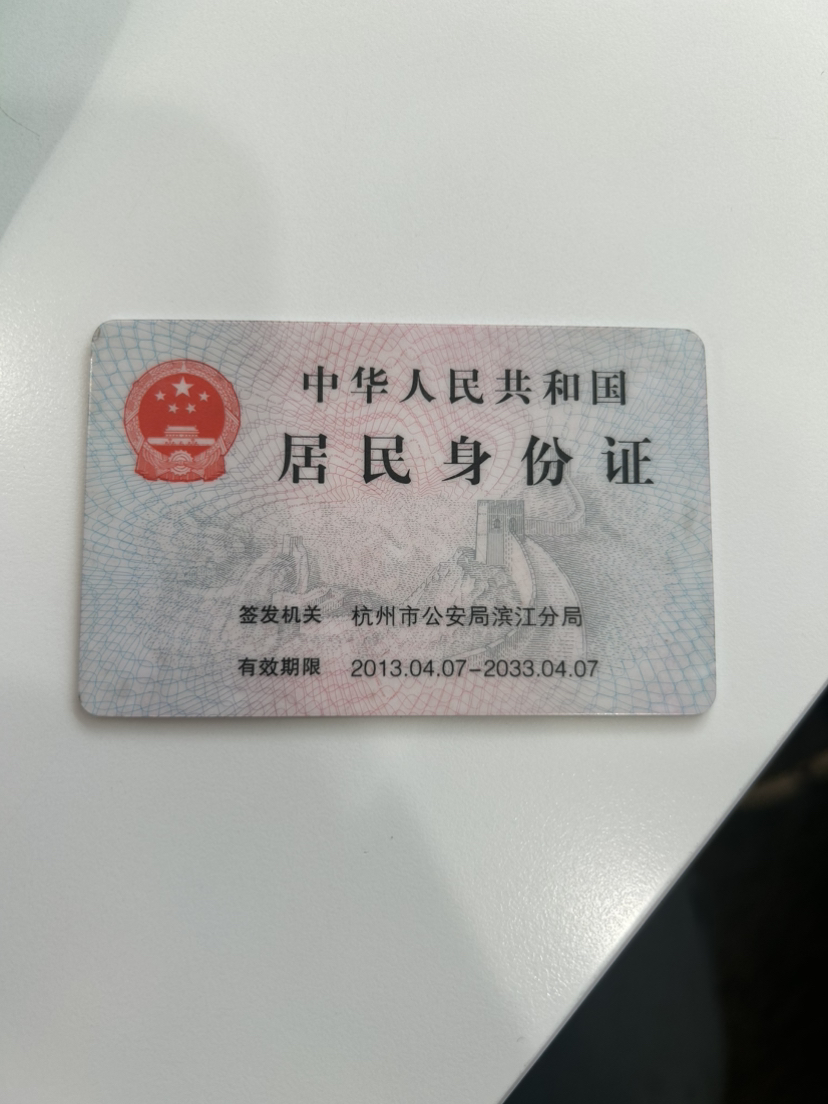 中华人民共和国
居民身份证
签发机关 杭州市公安局滨江分局
有效期限 2013.04.07-2033.04.07